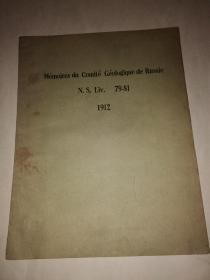 Mémoires du Comité Géologique de Russie
N. S. Liv. 79-81
1912